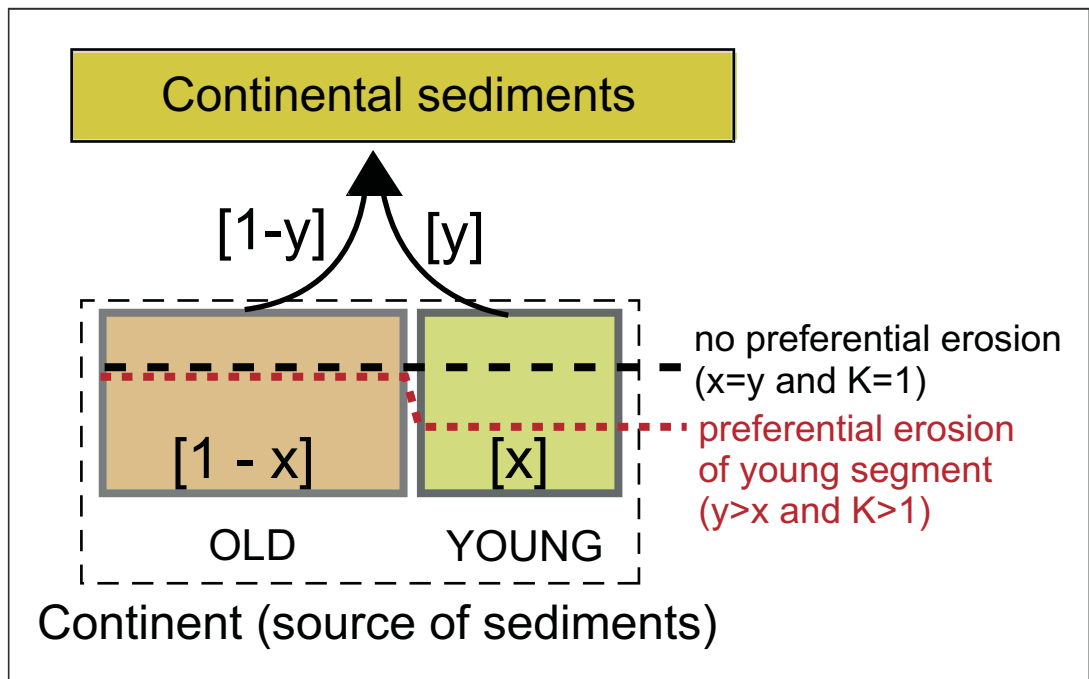 Continental sediments
[1-y]
[y]
no preferential erosion
(x=y and K=1)
preferential erosion
of young segment
(y>x and K>1)
[1 - x]
[x]
OLD
YOUNG
Continent (source of sediments)